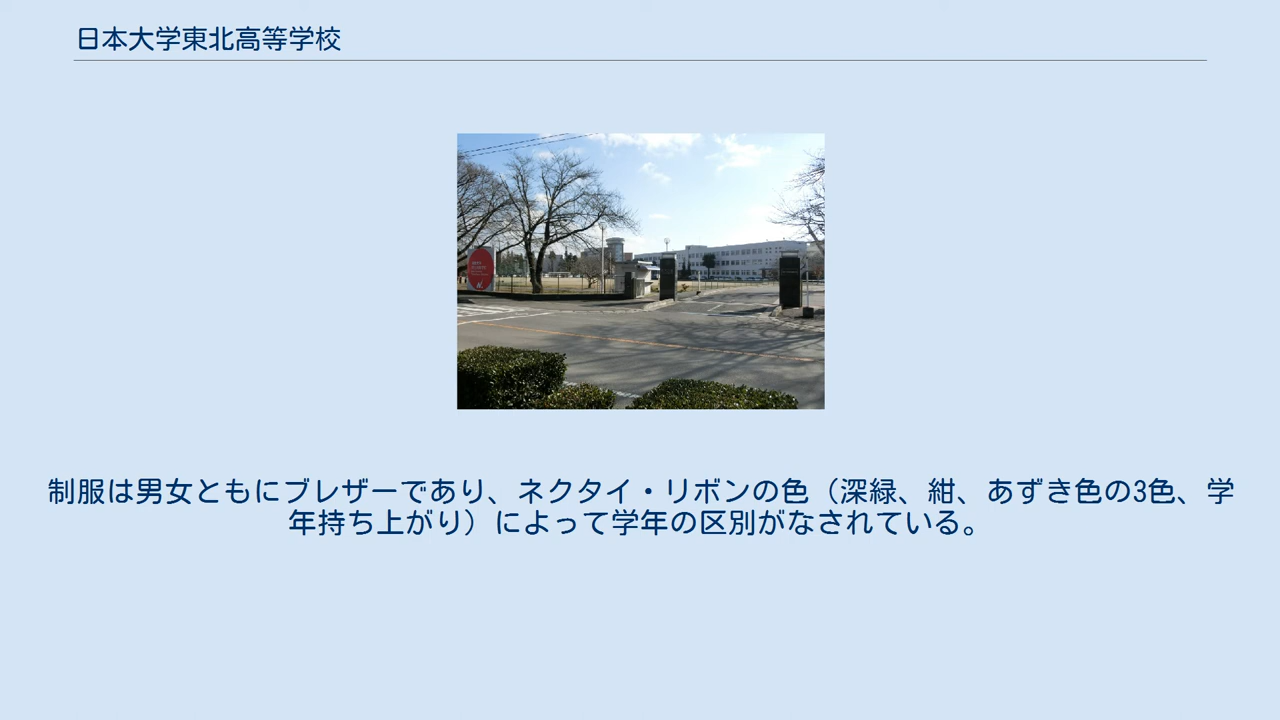 日本大学東北高等学校
制服は男女ともにブレザーであり、ネクタイ・リボンの色（深緑、紺、あずき色の3色、学
年持ち上がり）によって学年の区別がなされている。